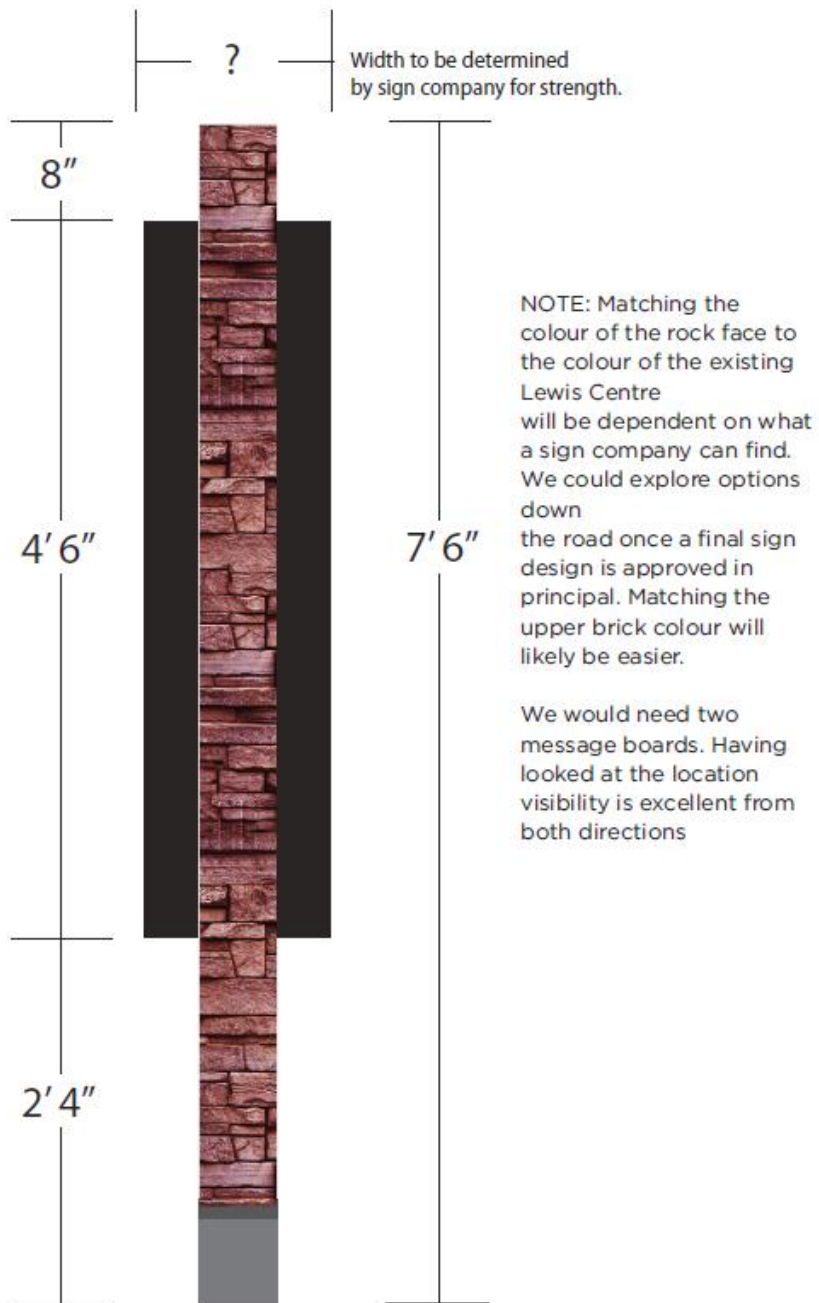 ?
Width to be determined
by sign company for strength.
8”
4’ 6”
7’ 6”
2’ 4”
NOTE: Matching the
colour of the rock face to
the colour of the existing
Lewis Centre
will be dependent on what
a sign company can find.
We could explore options
down
the road once a final sign
design is approved in
principal. Matching the
upper brick colour will
likely be easier.
We would need two
message boards. Having
looked at the location
visibility is excellent from
both directions